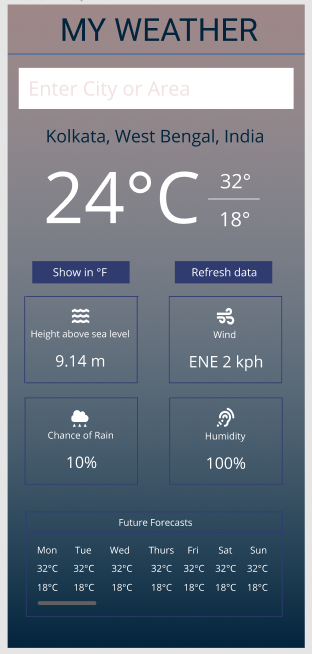 MY WEATHER
Enter City or Area
Kolkata, West Bengal, India
24°C
32°
18°
Show in °F
Refresh data
Height above sea level
9.14 m
Wind
ENE 2 kph
Chance of Rain
10%
Humidity
100%
Future Forecasts
Mon Tue Wed Thurs Fri Sat Sun
32°C 32°C 32°C 32°C 32°C 32°C 32°C
18°C 18°C 18°C 18°C 18°C 18°C 18°C